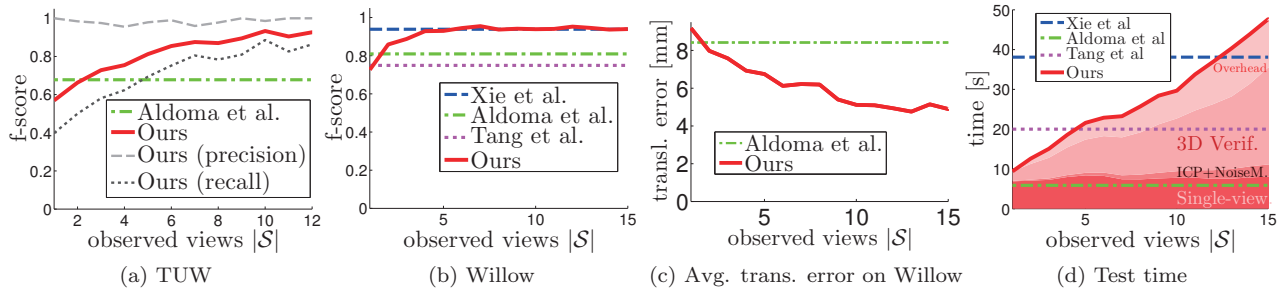 f-score
1
0.8
0.6
0.4
0.2
0
2 4 6 8 10 12
observed views |S|
Aldoma et al.
Ours
Ours (precision)
Ours (recall)
(a) TUW
f-score
1
0.8
0.6
0.4
0.2
0
5 10 15
observed views |S|
Xie et al.
Aldoma et al.
Tang et al.
Ours
(b) Willow
transl. error [mm]
8
6
4
2
0
5 10 15
observed views |S|
Aldoma et al.
Ours
(c) Avg. trans. error on Willow
time [s]
50
40
30
20
10
0
5 10 15
observed views |S|
Xie et al
Aldoma et al
Tang et al
Ours
Overhead
3D Verif.
ICP+NoiseM.
Single-view
(d) Test time